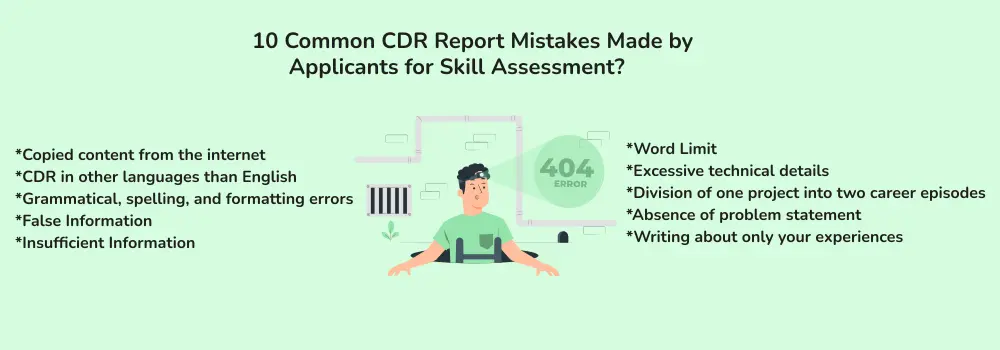 10 Common CDR Report Mistakes Made by
Applicants for Skill Assessment?
*Copied content from the internet
*CDR in other languages than English
*Grammatical, spelling, and formatting errors
*False Information
*Insufficient Information
404
ERROR
*Word Limit
*Excessive technical details
*Division of one project into two career episodes
*Absence of problem statement
*Writing about only your experiences